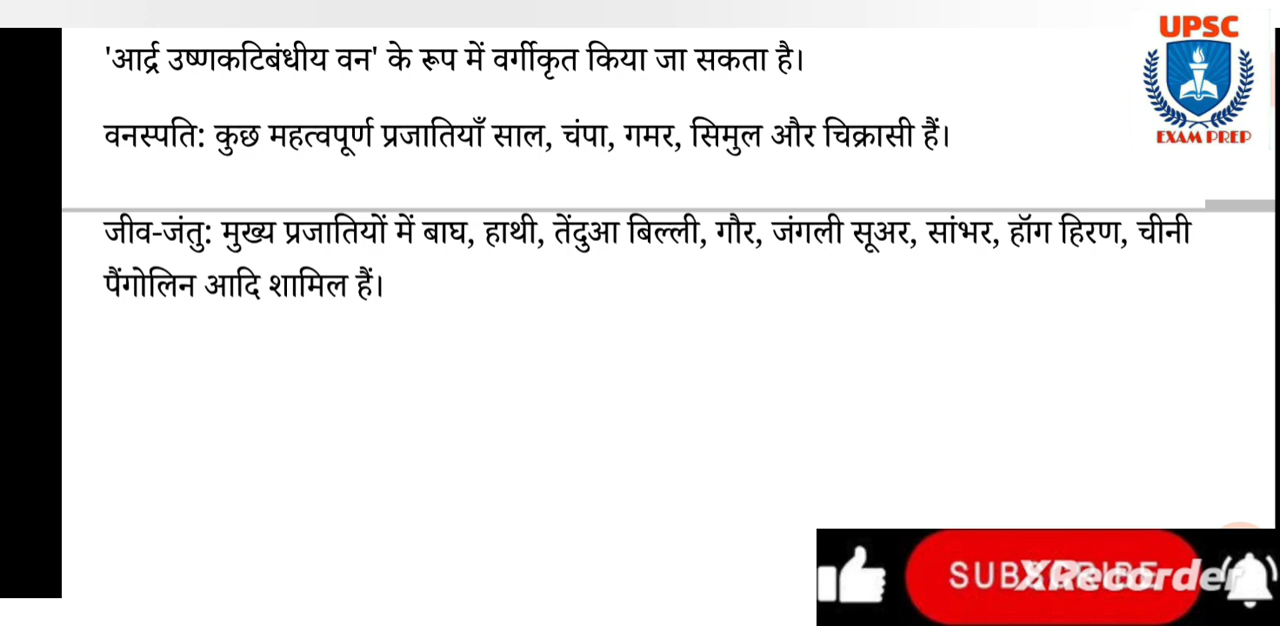 UPSC
'आर्द्र उष्णकटिबंधीय वन' के रूप में वर्गीकृत किया जा सकता है।
वनस्पति: कुछ महत्वपूर्ण प्रजातियाँ साल, चंपा, गमर, सिमुल और चिक्रासी हैं।
EXAM PREP
जीव-जंतु: मुख्य प्रजातियों में बाघ, हाथी, तेंदुआ बिल्ली, गौर, जंगली सूअर, सांभर, हॉग हिरण, चीनी
पैंगोलिन आदि शामिल हैं।
SUBSCRIBE
XRecorder